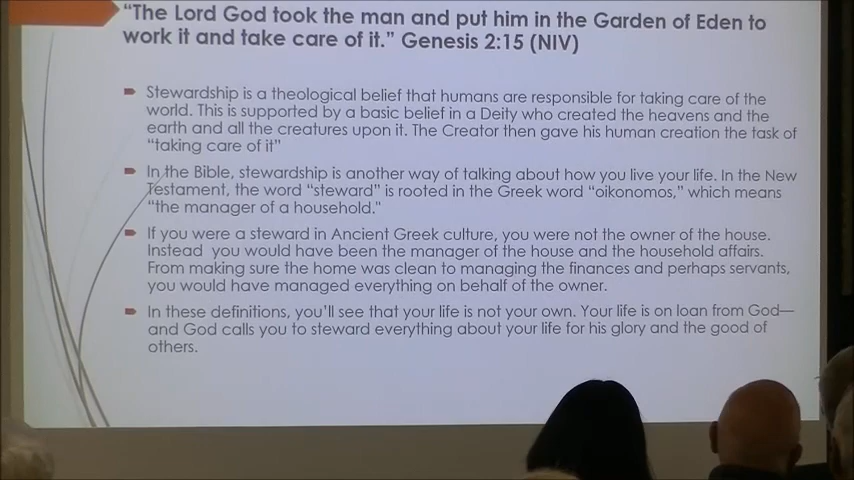 “The Lord God took the man and put him in the Garden of Eden to
work it and take care of it.” Genesis 2:15 (NIV)
Stewardship is a theological belief that humans are responsible for taking care of the
world. This is supported by a basic belief in a Deity who created the heavens and the
earth and all the creatures upon it. The Creator then gave his human creation the task of
“taking care of it”
In the Bible, stewardship is another way of talking about how you live your life. In the New
Testament, the word “steward” is rooted in the Greek word “oikonomos,” which means
“the manager of a household."
If you were a steward in Ancient Greek culture, you were not the owner of the house.
Instead you would have been the manager of the house and the household affairs.
From making sure the home was clean to managing the finances and perhaps servants,
you would have managed everything on behalf of the owner.
In these definitions, you’ll see that your life is not your own. Your life is on loan from God—
and God calls you to steward everything about your life for his glory and the good of
others.